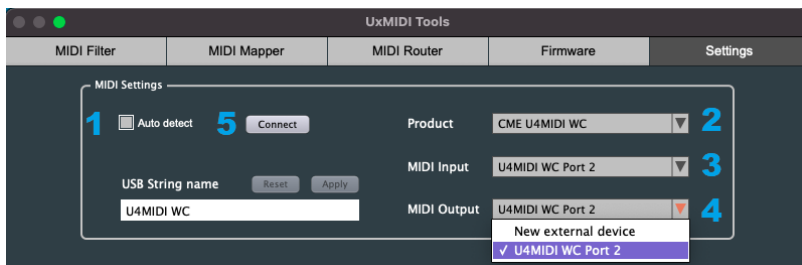 UxMIDI Tools
MIDI Filter
MIDI Mapper
MIDI Router
Firmware
Settings
MIDI Settings
1
Auto detect
5
Connect
Product
CME U4MIDI WC
2
MIDI Input
U4MIDI WC Port 2
3
USB String name
Reset
Apply
U4MIDI WC
MIDI Output
U4MIDI WC Port 2
4
New external device
✓ U4MIDI WC Port 2